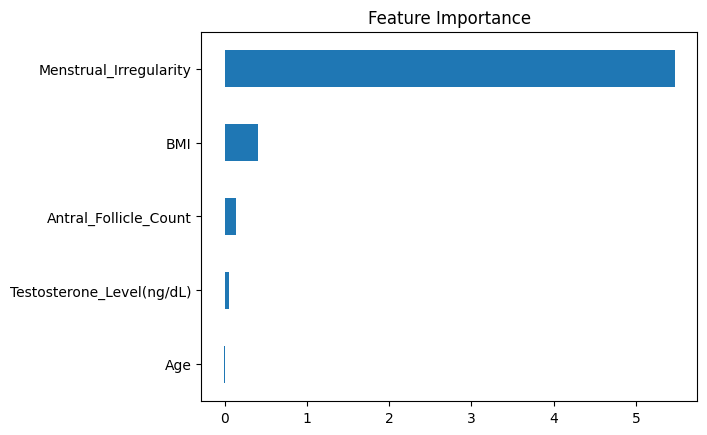 Feature Importance
Menstrual_Irregularity
BMI
Antral_Follicle_Count
Testosterone_Level(ng/dL)
Age
0 1 2 3 4 5